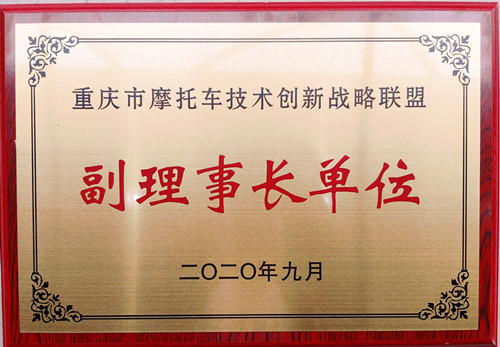 重庆市摩托车技术创新战略联盟
副理事长单位
二〇二〇年九月